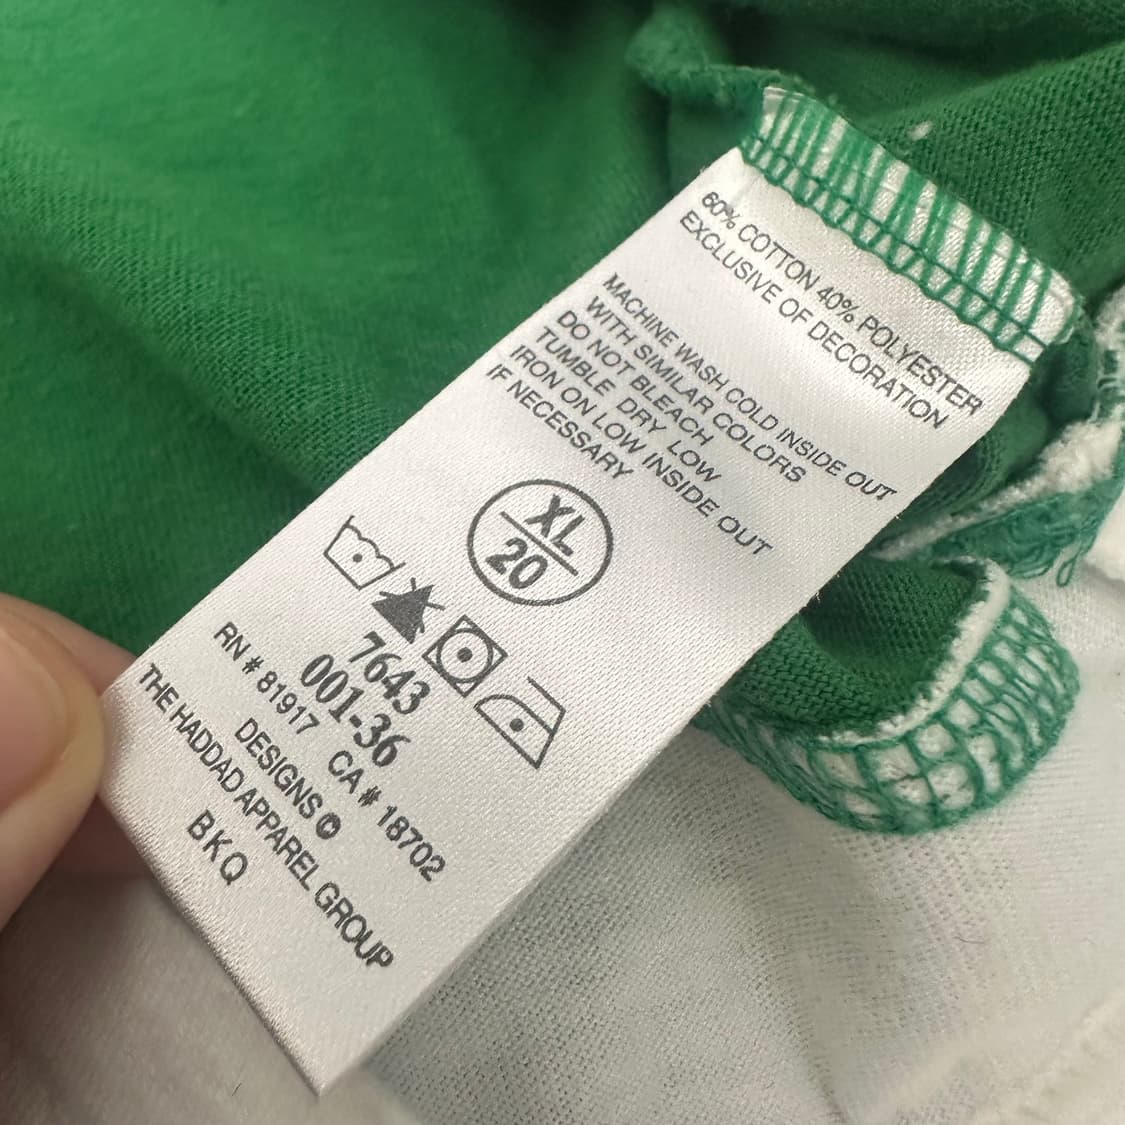 60% COTTON 40% POLYESTER
EXCLUSIVE OF DECORATION
MACHINE WASH COLD INSIDE OUT
WITH SIMILAR COLORS
DO NOT BLEACH
TUMBLE DRY LOW
IRON ON LOW INSIDE OUT
IF NECESSARY
XL
20
7643
001-36
RN # 81917 CA # 18702
DESIGNS ©
THE HADDAD APPAREL GROUP
BKQ